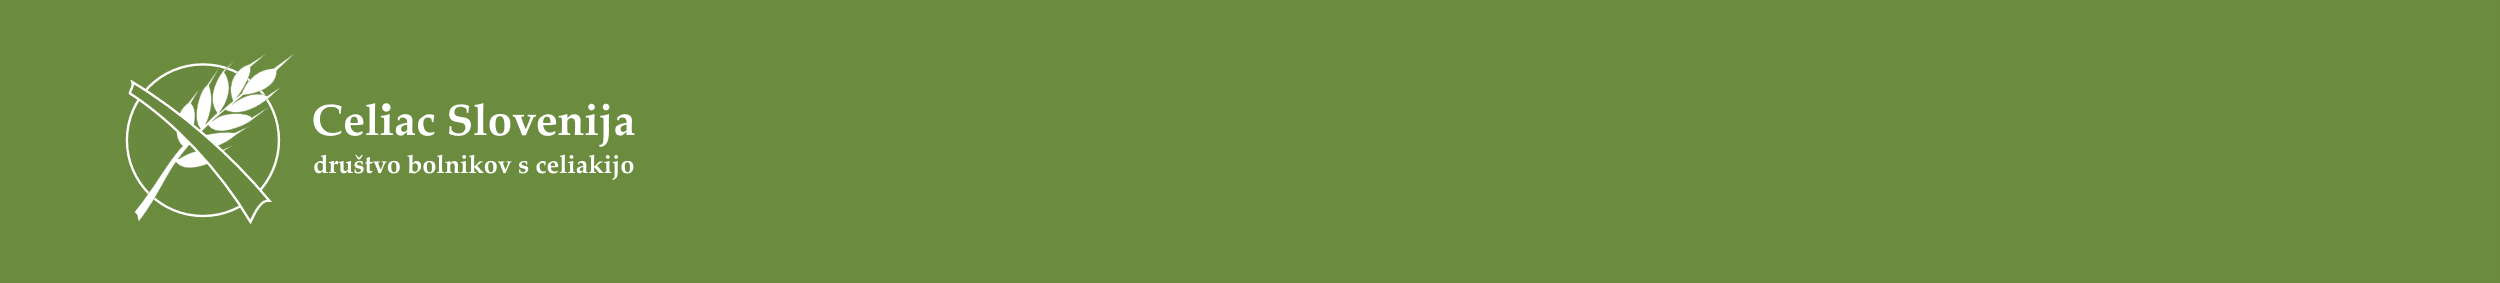 Celiac Slovenija
društvo bolnikov s celiakijo